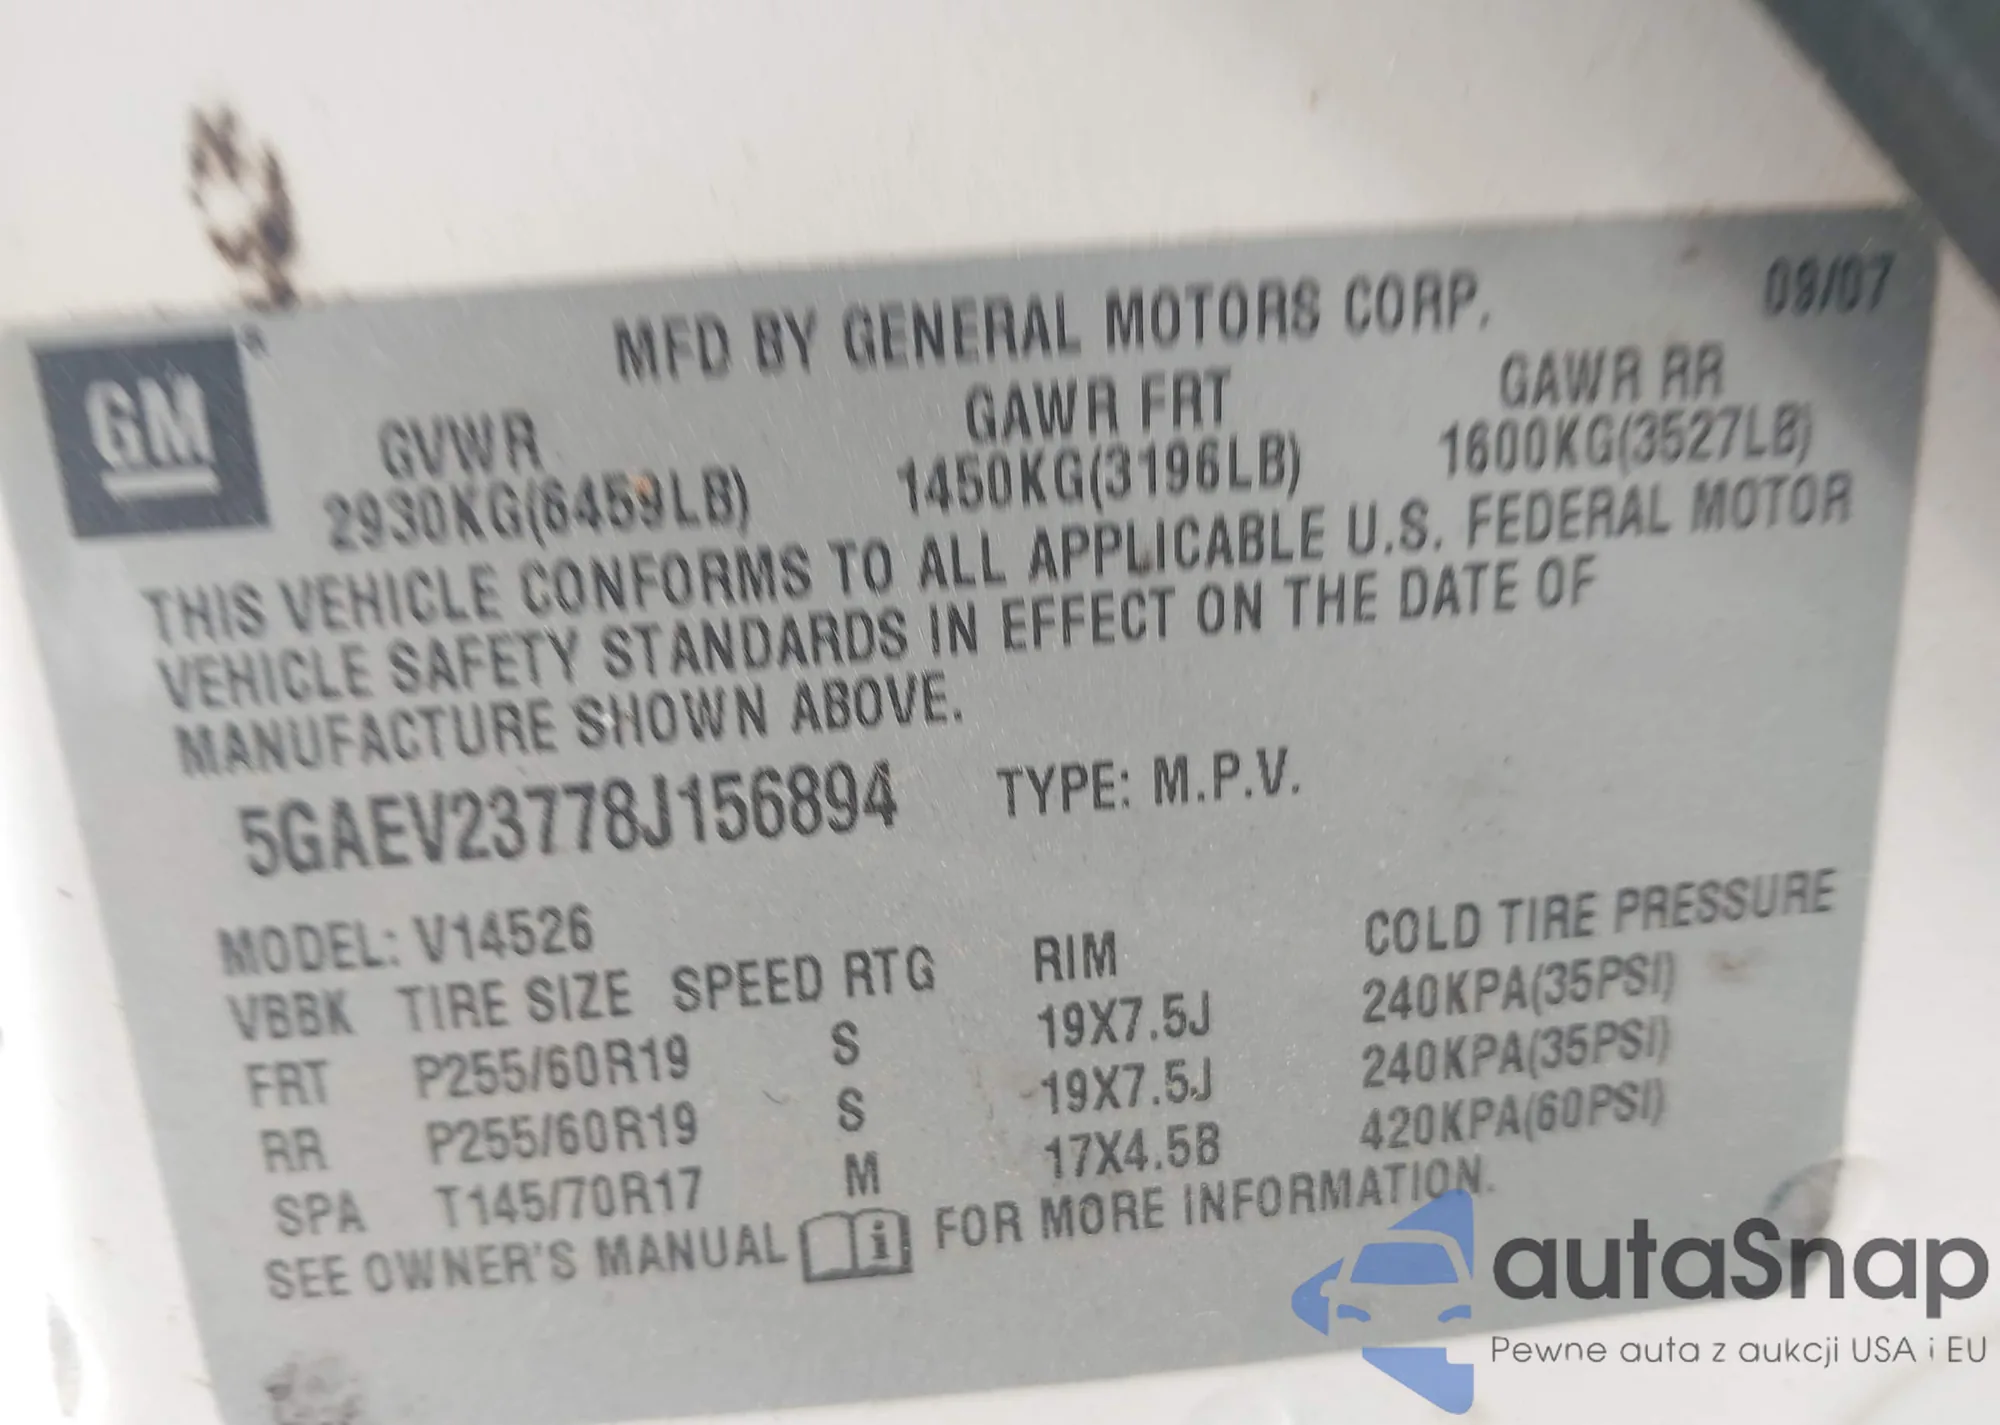 GM ®
MFD BY GENERAL MOTORS CORP. 09/07
GVWR GAWR FRT GAWR RR
2930KG(6459LB) 1450KG(3196LB) 1600KG(3527LB)
THIS VEHICLE CONFORMS TO ALL APPLICABLE U.S. FEDERAL MOTOR
VEHICLE SAFETY STANDARDS IN EFFECT ON THE DATE OF
MANUFACTURE SHOWN ABOVE.
5GAEV23778J156894 TYPE: M.P.V.
MODEL: V14526
VBBK TIRE SIZE SPEED RTG RIM COLD TIRE PRESSURE
FRT P255/60R19 S 19X7.5J 240KPA(35PSI)
RR P255/60R19 S 19X7.5J 240KPA(35PSI)
SPA T145/70R17 M 17X4.5B 420KPA(60PSI)
SEE OWNER'S MANUAL i FOR MORE INFORMATION.
autaSnap
Pewne auta z aukcji USA i EU